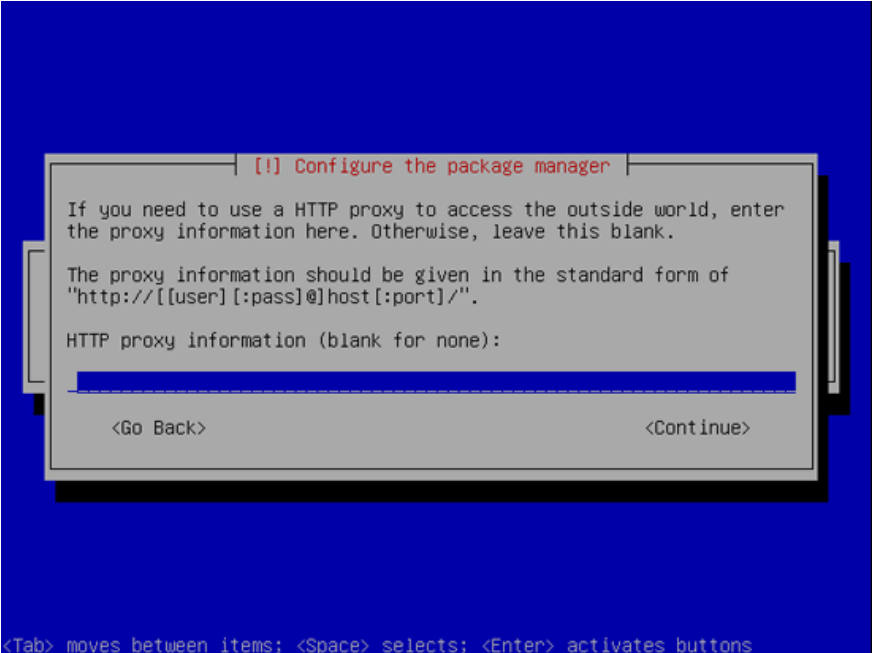 [!] Configure the package manager
If you need to use a HTTP proxy to access the outside world, enter
the proxy information here. Otherwise, leave this blank.
The proxy information should be given in the standard form of
"http://[[user][:pass]@]host[:port]/".
HTTP proxy information (blank for none):
<Go Back> <Continue>
<Tab> moves between items; <Space> selects; <Enter> activates buttons